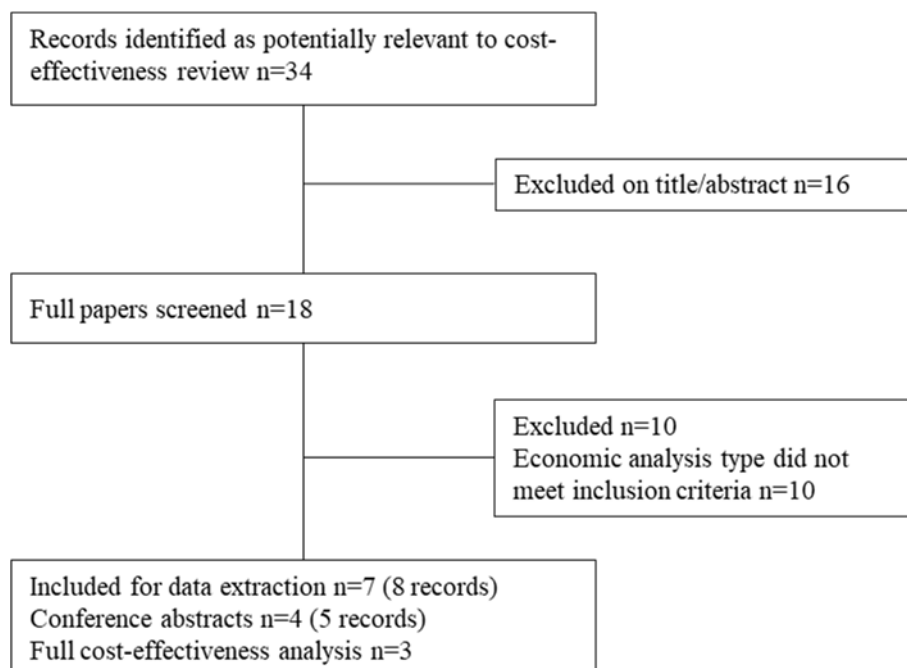 Records identified as potentially relevant to cost-
effectiveness review n=34
Excluded on title/abstract n=16
Full papers screened n=18
Excluded n=10
Economic analysis type did not
meet inclusion criteria n=10
Included for data extraction n=7 (8 records)
Conference abstracts n=4 (5 records)
Full cost-effectiveness analysis n=3